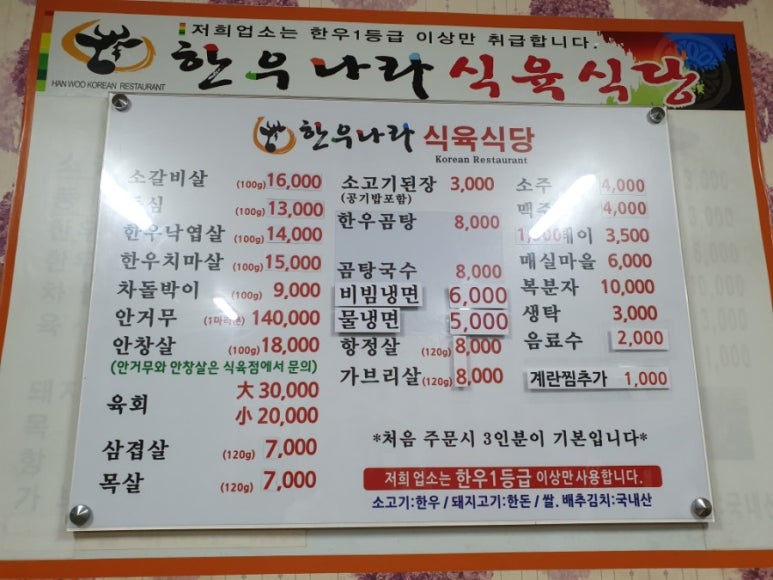 저희업소는 한우1등급 이상만 취급합니다.
한우나라식육식당
HAN WOO KOREAN RESTAURANT
한우나라 식육식당
Korean Restaurant
소갈비살 (100g) 16,000
심 (100g) 13,000
한우낙엽살 (100g) 14,000
한우치마살 (100g) 15,000
차돌박이 (100g) 9,000
안거무 140,000
안창살 (100g) 18,000
(안거무와 안창살은 식육점에서 문의)
육회 大 30,000
小 20,000
삼겹살 (120g) 7,000
목살 (120g) 7,000
소고기된장 3,000
(공기밥포함)
한우곰탕 8,000
곰탕국수 8,000
비빔냉면 6,000
물냉면 5,000
항정살 (120g) 8,000
가브리살 (120g) 8,000
소주 4,000
맥주 4,000
3,500
매실마을 6,000
복분자 10,000
생탁 3,000
음료수 2,000
계란찜추가 1,000
*처음 주문시 3인분이 기본입니다*
저희 업소는 한우1등급 이상만사용합니다.
소고기:한우 / 돼지고기:한돈 / 쌀. 배추김치:국내산